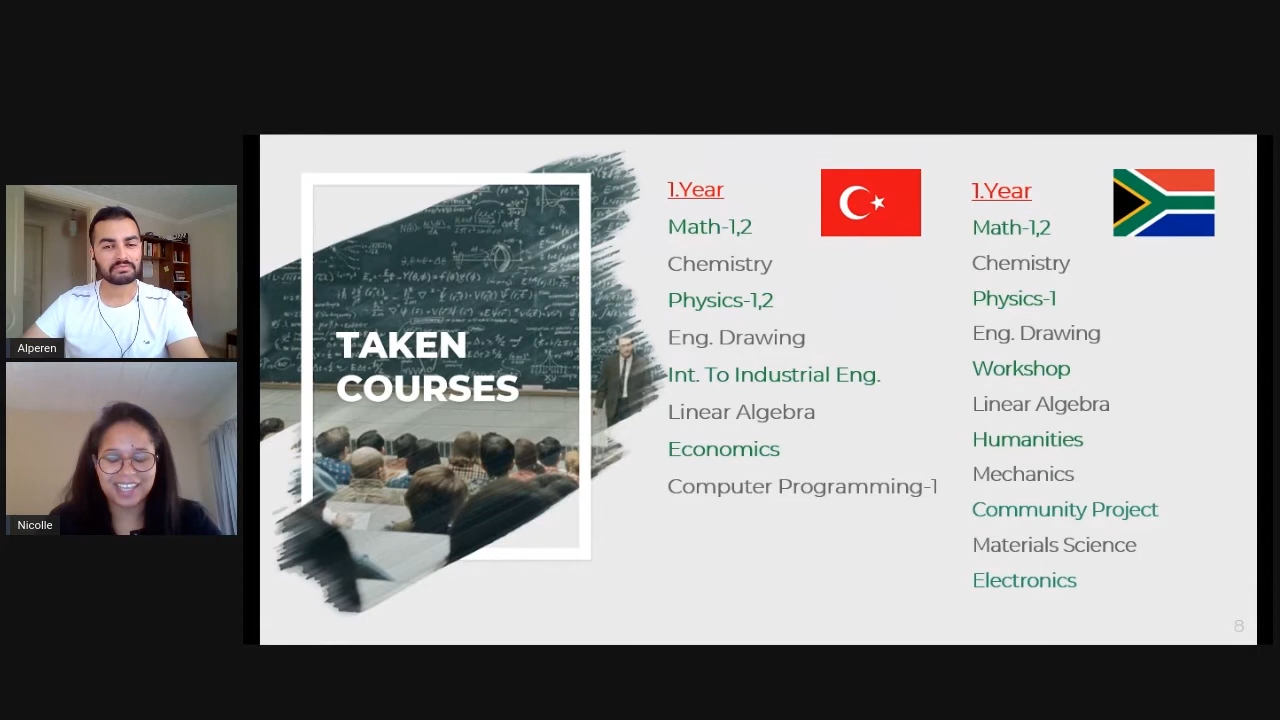 Alperen
Nicolle
TAKEN
COURSES
1.Year
Math-1,2
Chemistry
Physics-1,2
Eng. Drawing
Int. To Industrial Eng.
Linear Algebra
Economics
Computer Programming-1
1.Year
Math-1,2
Chemistry
Physics-1
Eng. Drawing
Workshop
Linear Algebra
Humanities
Mechanics
Community Project
Materials Science
Electronics
8